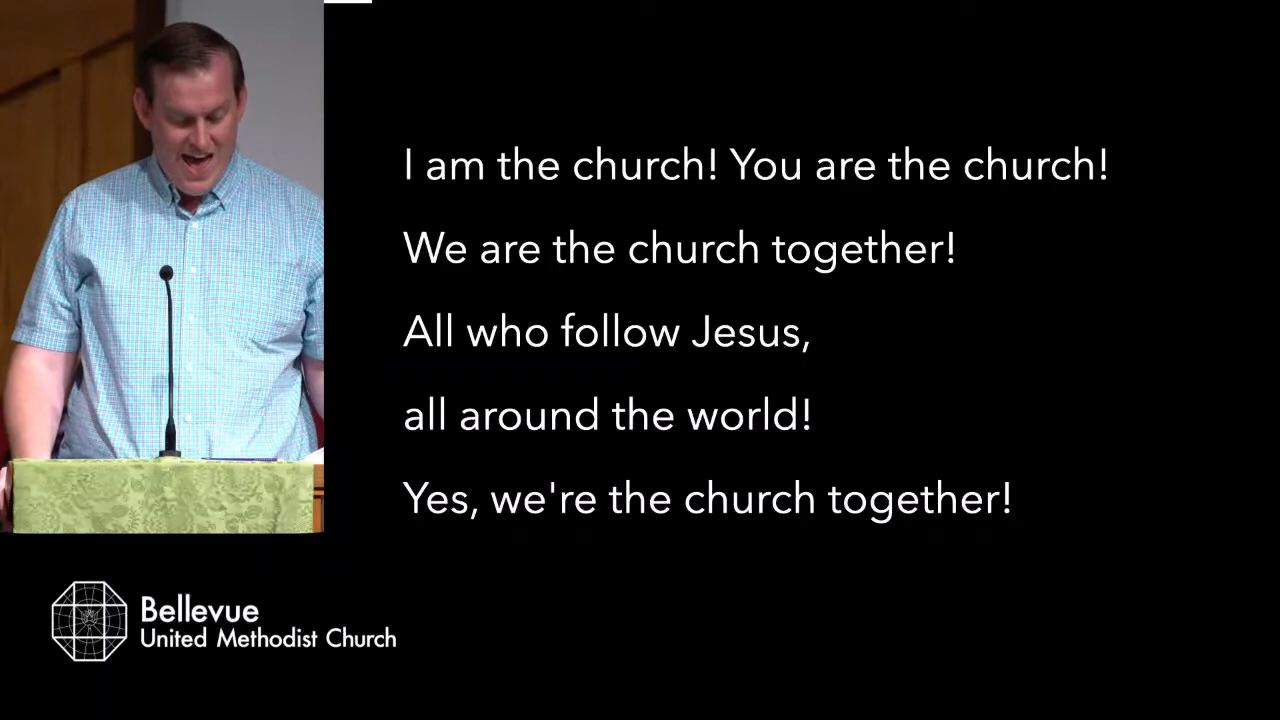 I am the church! You are the church!
We are the church together!
All who follow Jesus,
all around the world!
Yes, we're the church together!
Bellevue
United Methodist Church